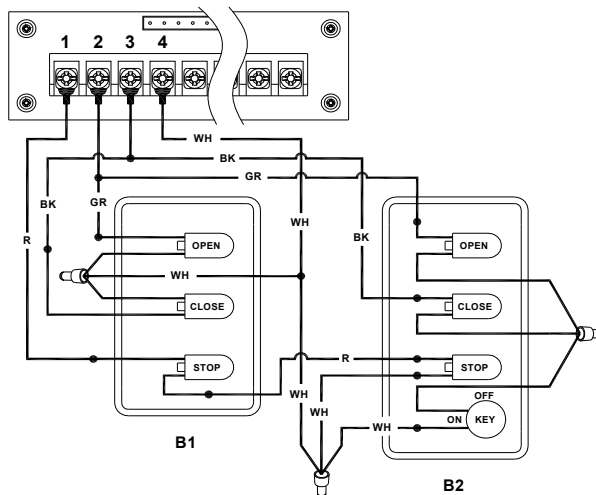 1 2 3 4
WH
BK
GR
BK
GR
R
WH
BK
OPEN
OPEN
WH
CLOSE
CLOSE
R
STOP
STOP
OFF
WH
WH
ON
KEY
WH
B1
B2